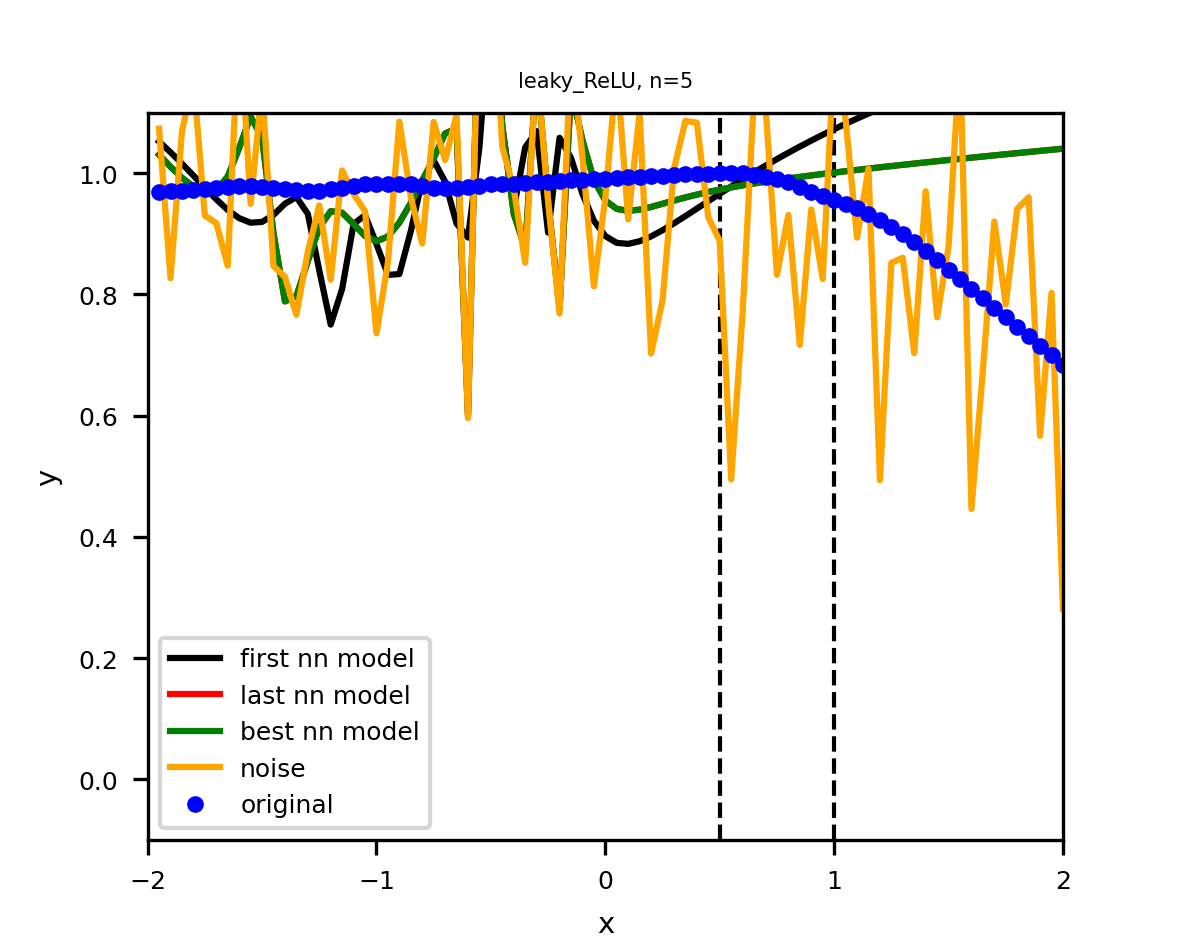 leaky_ReLU, n=5
y
1.0
0.8
0.6
0.4
0.2
0.0
first nn model
last nn model
best nn model
noise
original
−2
−1
0
1
2
x